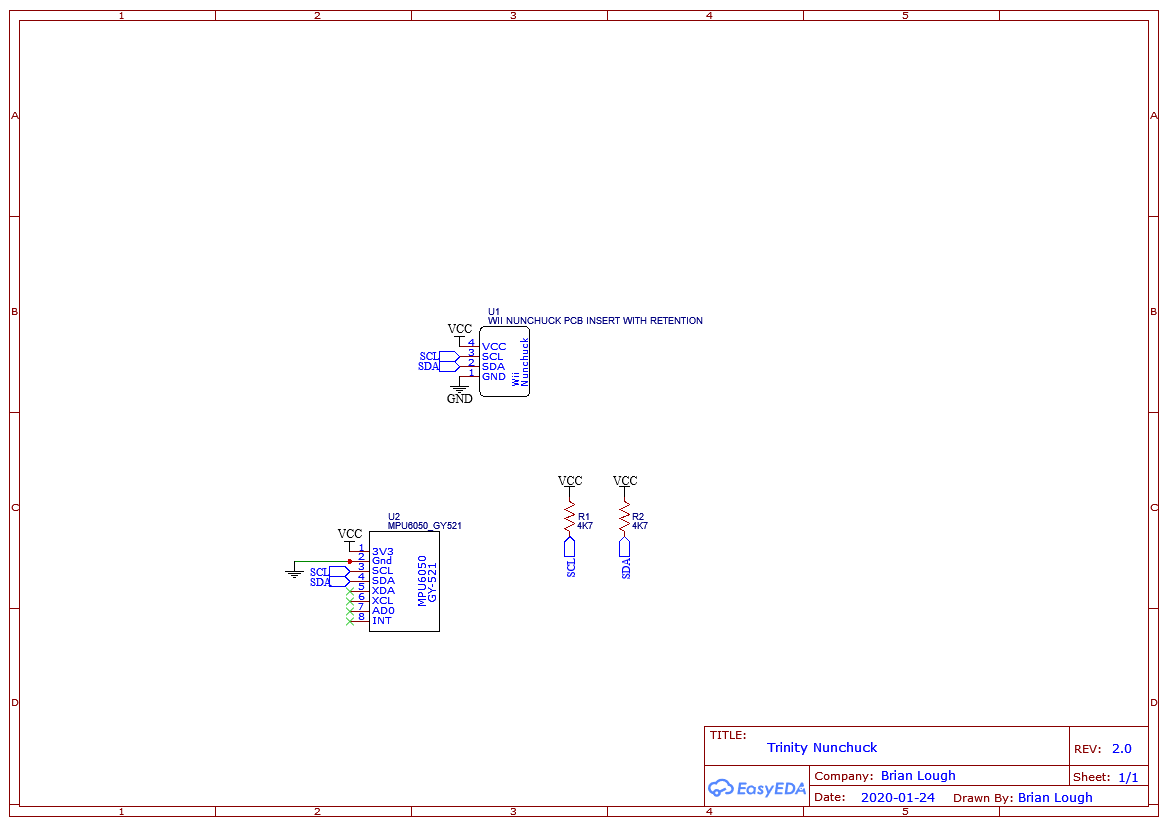 1 2 3 4 5
A A
B B
C C
D D
U1
WII NUNCHUCK PCB INSERT WITH RETENTION
VCC
4 VCC
SCL 3 SCL
SDA 2 SDA
1 GND
GND
Wii
Nunchuck
VCC VCC
R1
4K7
R2
4K7
SCL
SDA
U2
MPU6050_GY521
VCC
1 3V3
2 Gnd
SCL 3 SCL
SDA 4 SDA
5 XDA
6 XCL
7 AD0
8 INT
MPU6050
GY-521
TITLE:
Trinity Nunchuck
REV: 2.0
EasyEDA
Company: Brian Lough
Sheet: 1/1
Date: 2020-01-24 Drawn By: Brian Lough
1 2 3 4 5